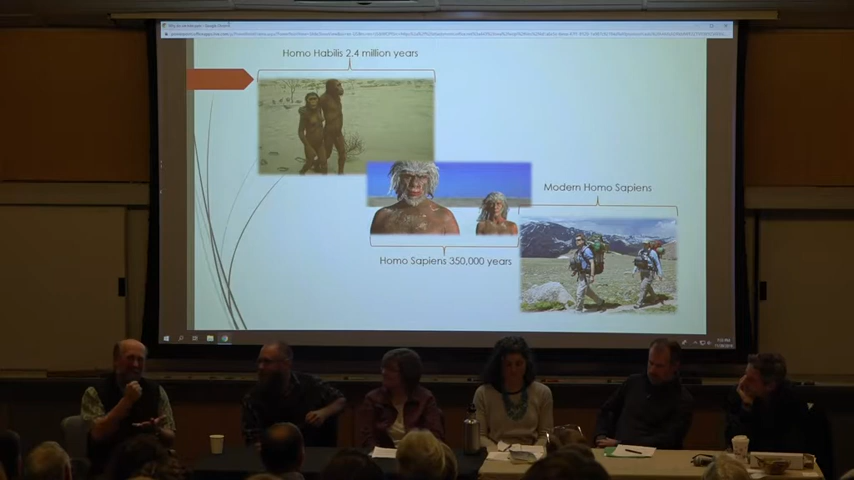 Homo Habilis 2,4 million years
Modern Homo Sapiens
Homo Sapiens 350,000 years